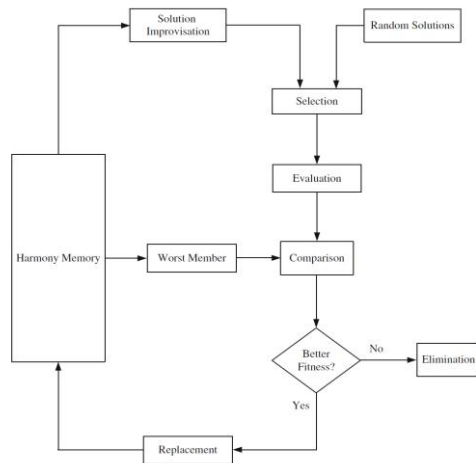 Solution
Improvisation
Random Solutions
Selection
Evaluation
Harmony Memory
Worst Member
Comparison
Better
Fitness?
No
Elimination
Yes
Replacement